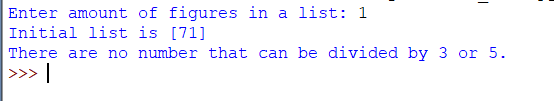 Enter amount of figures in a list: 1
Initial list is [71]
There are no number that can be divided by 3 or 5.
>>>